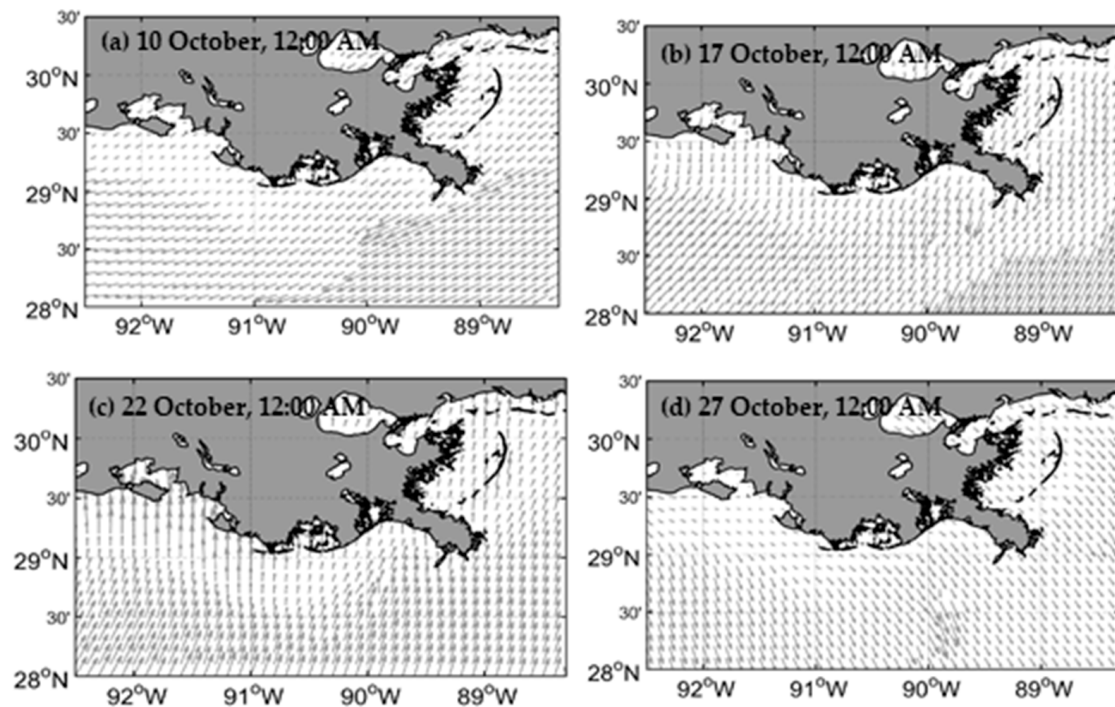 (a) 10 October, 12:00 AM
30'
30°N
30'
29°N
30'
28°N
92°W 91°W 90°W 89°W
(b) 17 October, 12:00 AM
30'
30°N
30'
29°N
30'
28°N
92°W 91°W 90°W 89°W
(c) 22 October, 12:00 AM
30'
30°N
30'
29°N
30'
28°N
92°W 91°W 90°W 89°W
(d) 27 October, 12:00 AM
30'
30°N
30'
29°N
30'
28°N
92°W 91°W 90°W 89°W